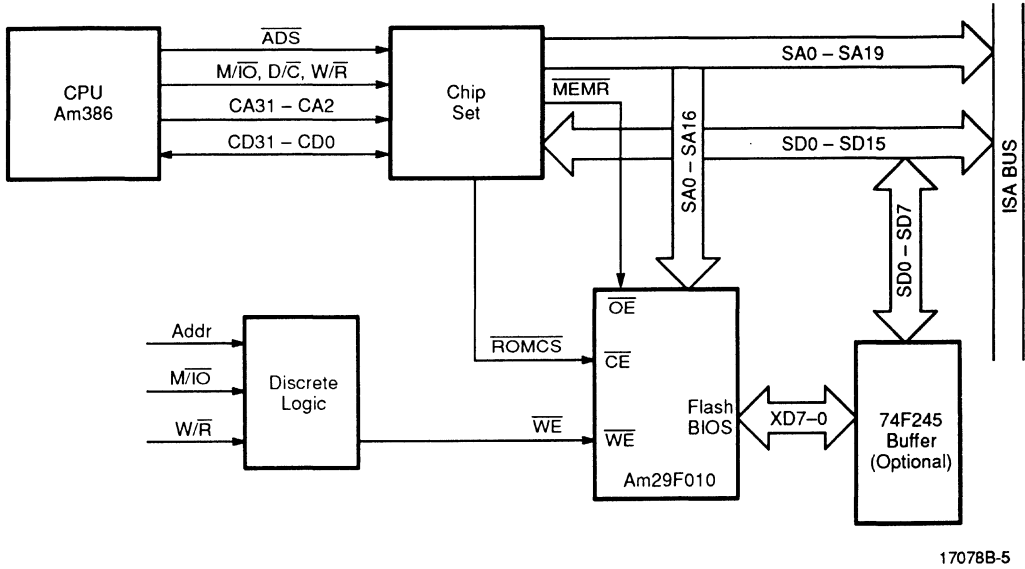 CPU
Am386
ADS
M/IO, D/C, W/R
CA31 – CA2
CD31 – CD0
Chip
Set
MEMR
SA0 – SA19
SA0 – SA16
SD0 – SD15
SD0 – SD7
ISA BUS
Addr
M/IO
W/R
Discrete
Logic
ROMCS
WE
OE
CE
WE
Flash
BIOS
Am29F010
XD7–0
74F245
Buffer
(Optional)
17078B-5